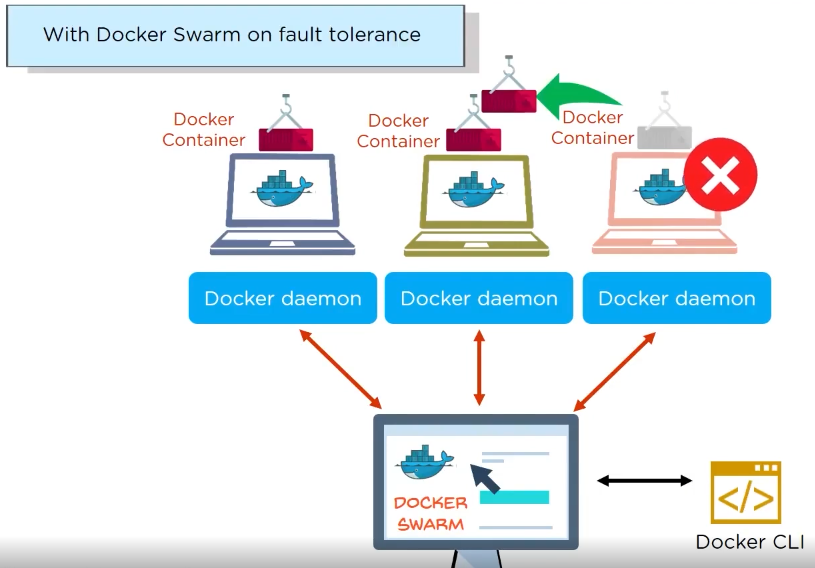 With Docker Swarm on fault tolerance
Docker
Container
Docker
Container
Docker
Container
Docker daemon
Docker daemon
Docker daemon
DOCKER
SWARM
</>
Docker CLI